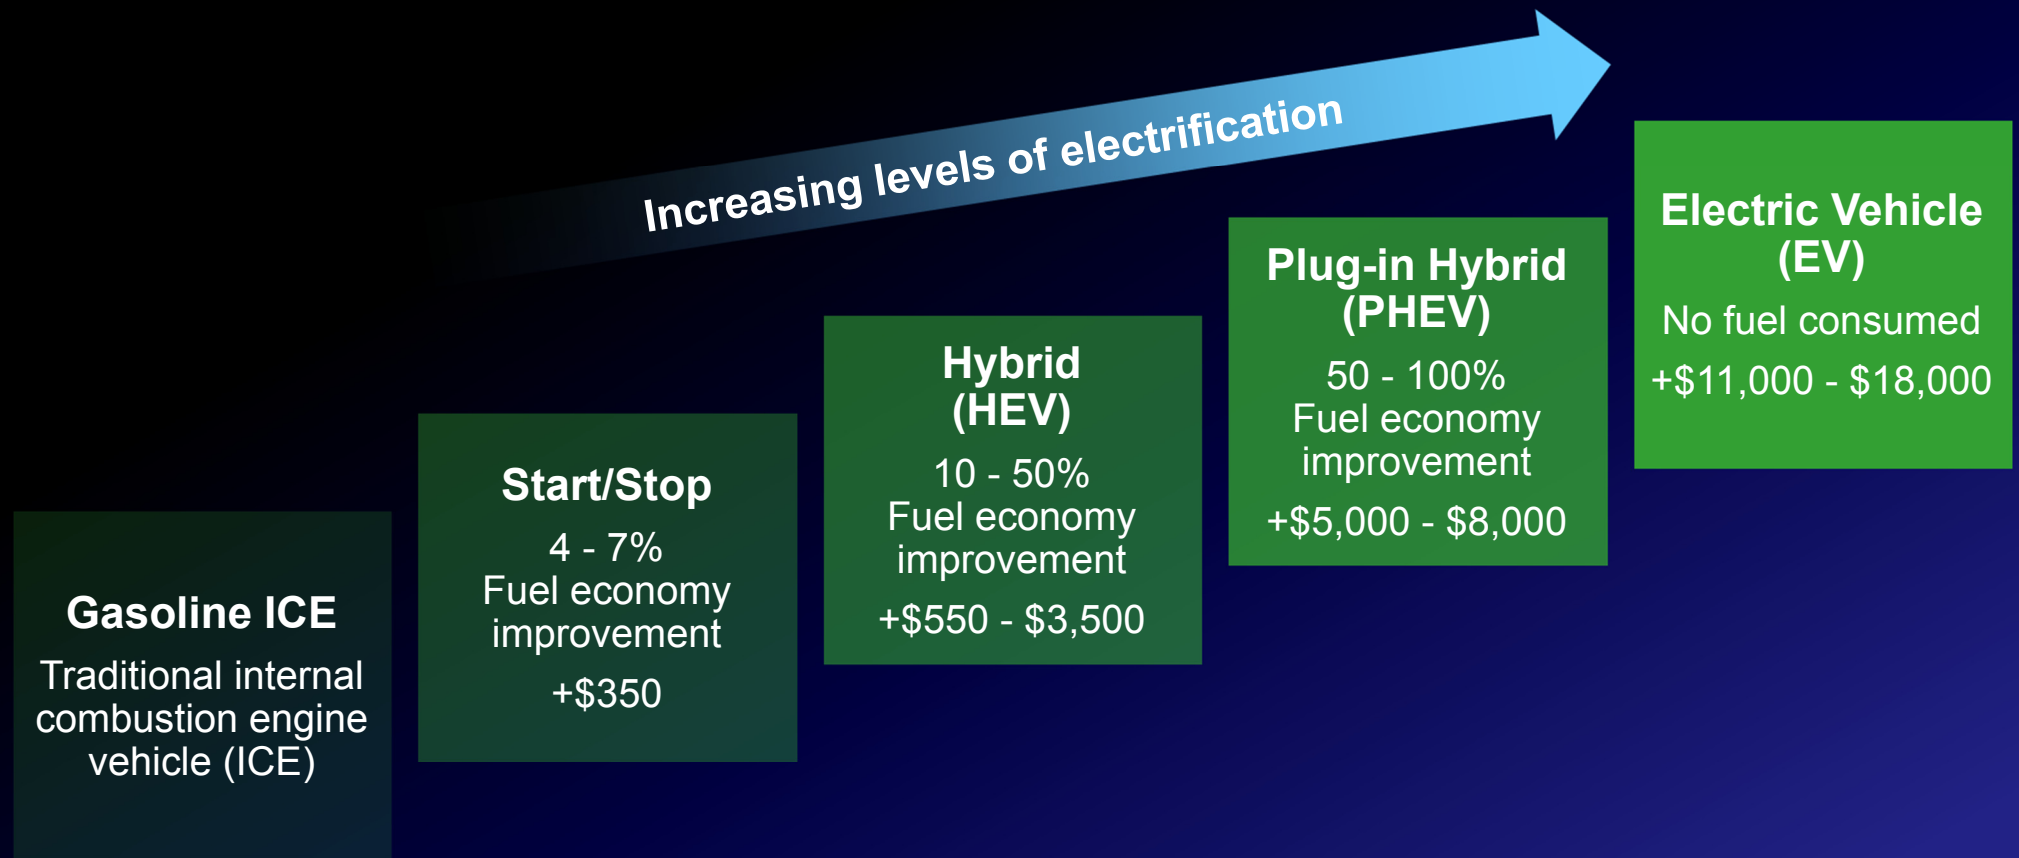 Increasing levels of electrification
Gasoline ICE
Traditional internal
combustion engine
vehicle (ICE)
Start/Stop
4 - 7%
Fuel economy
improvement
+$350
Hybrid
(HEV)
10 - 50%
Fuel economy
improvement
+$550 - $3,500
Plug-in Hybrid
(PHEV)
50 - 100%
Fuel economy
improvement
+$5,000 - $8,000
Electric Vehicle
(EV)
No fuel consumed
+$11,000 - $18,000